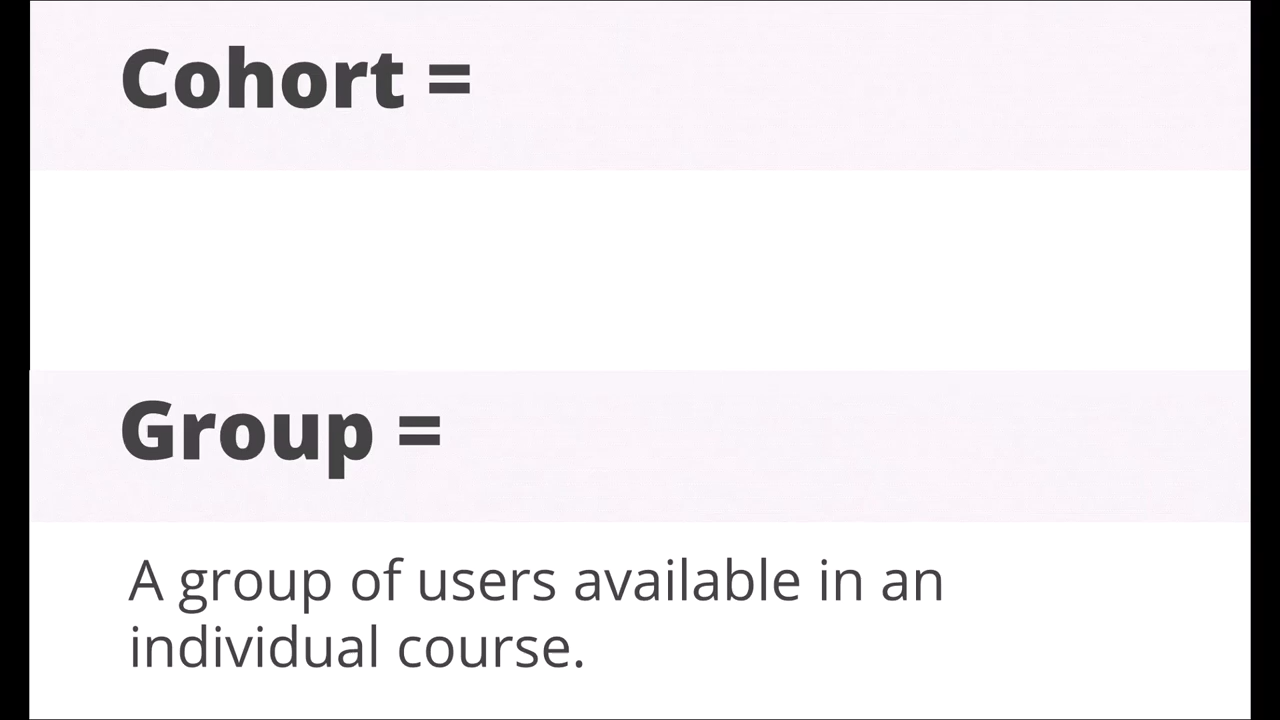 Cohort =
Group =
A group of users available in an
individual course.